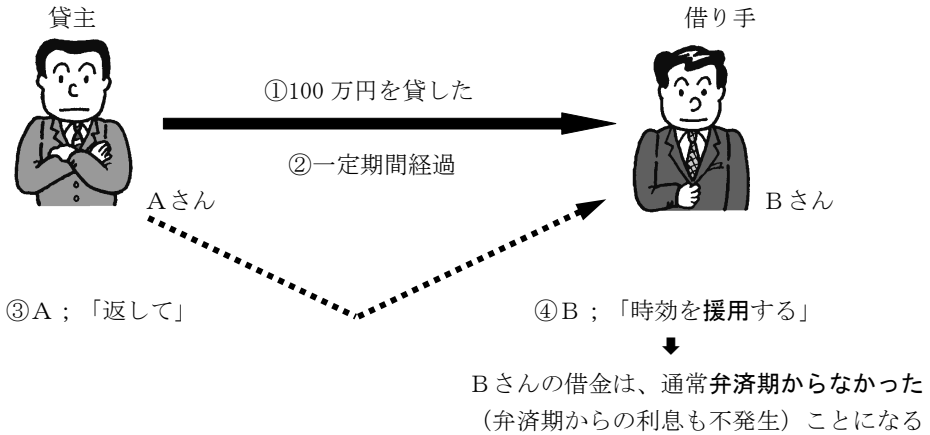 貸主
借り手
①100 万円を貸した
②一定期間経過
Aさん
Bさん
③A;「返して」
④B;「時効を援用する」
Bさんの借金は、通常弁済期からなかった
(弁済期からの利息も不発生)ことになる